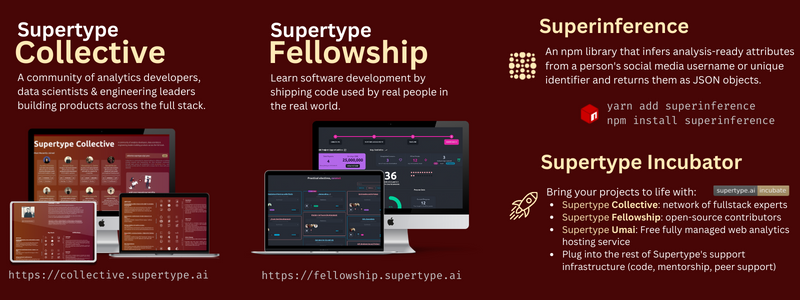 Supertype
Collective
A community of analytics developers,
data scientists & engineering leaders
building products across the full stack.
Supertype Collective
https://collective.supertype.ai
Supertype
Fellowship
Learn software development by
shipping code used by real people in
the real world.
25,000,000
36
12
https://fellowship.supertype.ai
Superinference
An npm library that infers analysis-ready attributes
from a person's social media username or unique
identifier and returns them as JSON objects.
yarn add superinference
npm install superinference
Supertype Incubator
supertype.ai incubate
Bring your projects to life with:
• Supertype Collective: network of fullstack experts
• Supertype Fellowship: open-source contributors
• Supertype Umai: Free fully managed web analytics
hosting service
• Plug into the rest of Supertype's support
infrastructure (code, mentorship, peer support)